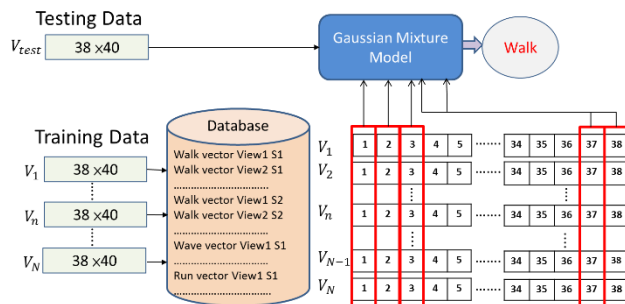 Testing Data
V_test 38 ×40
Gaussian Mixture
Model
Walk
Training Data
V_1 38 ×40
V_n 38 ×40
V_N 38 ×40
Database
Walk vector View1 S1
Walk vector View2 S1
..............................
Walk vector View1 S2
Walk vector View2 S2
..............................
Wave vector View1 S1
..............................
Run vector View1 S1
..............................
V_1 1 2 3 4 5 ....... 34 35 36 37 38
V_2 1 2 3 4 5 ....... 34 35 36 37 38
V_n 1 2 3 4 5 ....... 34 35 36 37 38
V_{N-1} 1 2 3 4 5 ....... 34 35 36 37 38
V_N 1 2 3 4 5 ....... 34 35 36 37 38